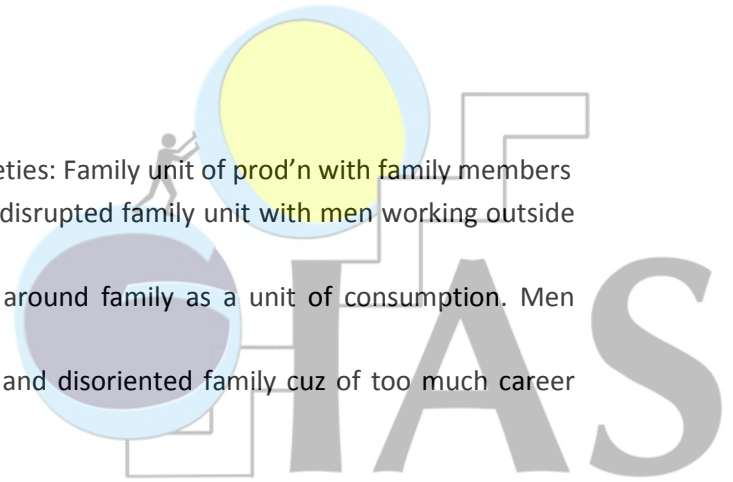 eties: Family unit of prod’n with family members
disrupted family unit with men working outside
around family as a unit of consumption. Men
and disoriented family cuz of too much career
GIAS